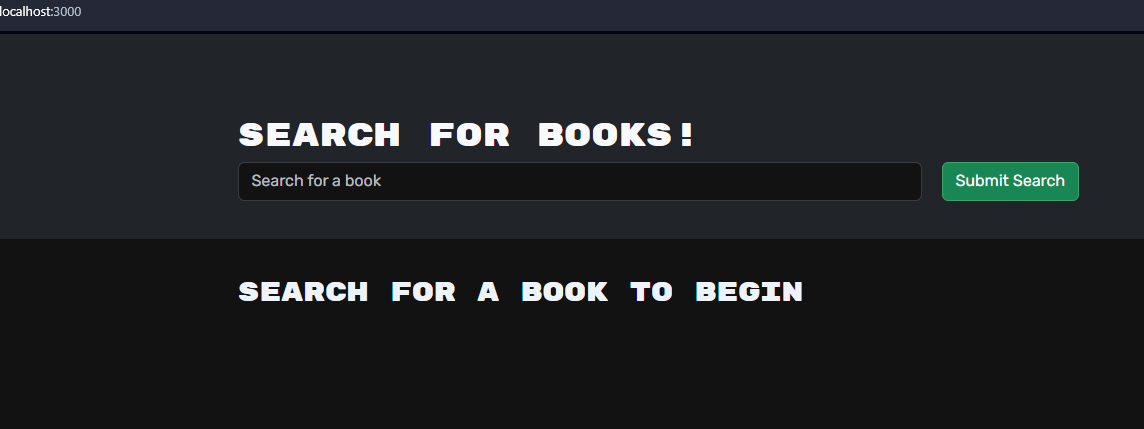 localhost:3000
SEARCH FOR BOOKS!
Search for a book
Submit Search
SEARCH FOR A BOOK TO BEGIN